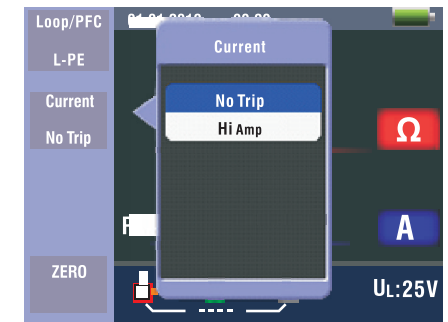 Loop/PFC
L-PE
Current
No Trip
ZERO
Current
No Trip
Hi Amp
Ω
A
UL:25V